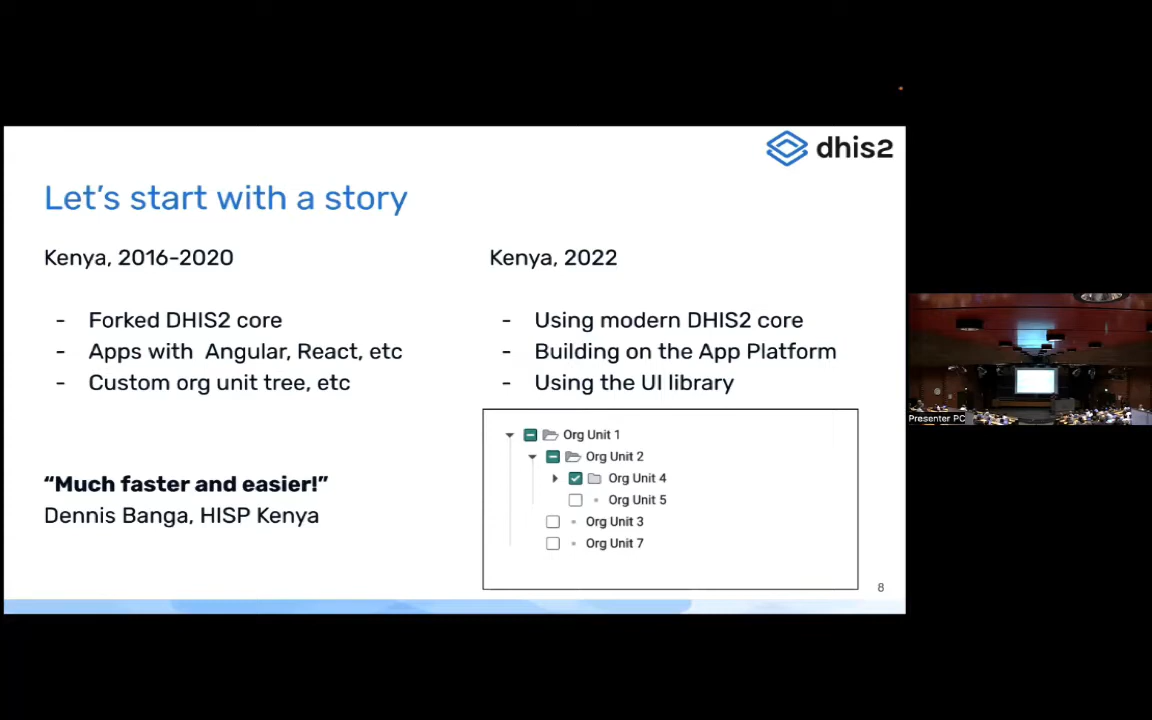 dhis2
Let's start with a story
Kenya, 2016-2020
- Forked DHIS2 core
- Apps with Angular, React, etc
- Custom org unit tree, etc
“Much faster and easier!”
Dennis Banga, HISP Kenya
Kenya, 2022
- Using modern DHIS2 core
- Building on the App Platform
- Using the UI library
Org Unit 1
Org Unit 2
Org Unit 4
Org Unit 5
Org Unit 3
Org Unit 7
8
Presenter PC